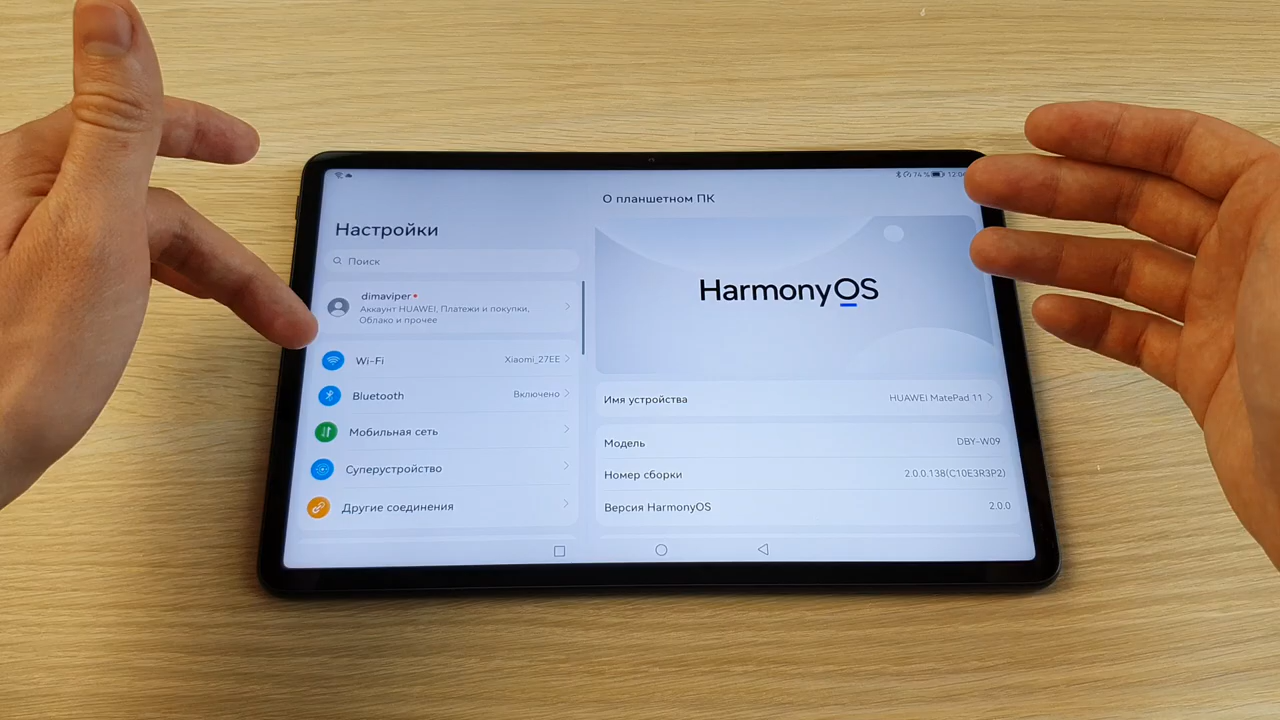 74 %
О планшетном ПК
Настройки
Поиск
dimaviper
Аккаунт HUAWEI, Платежи и покупки,
Облако и прочее
Wi-Fi
Xiaomi_27EE
Bluetooth
Включено
Мобильная сеть
Суперустройство
Другие соединения
HarmonyOS
Имя устройства
HUAWEI MatePad 11
Модель
DBY-W09
Номер сборки
2.0.0.138(C10E3R3P2)
Версия HarmonyOS
2.0.0